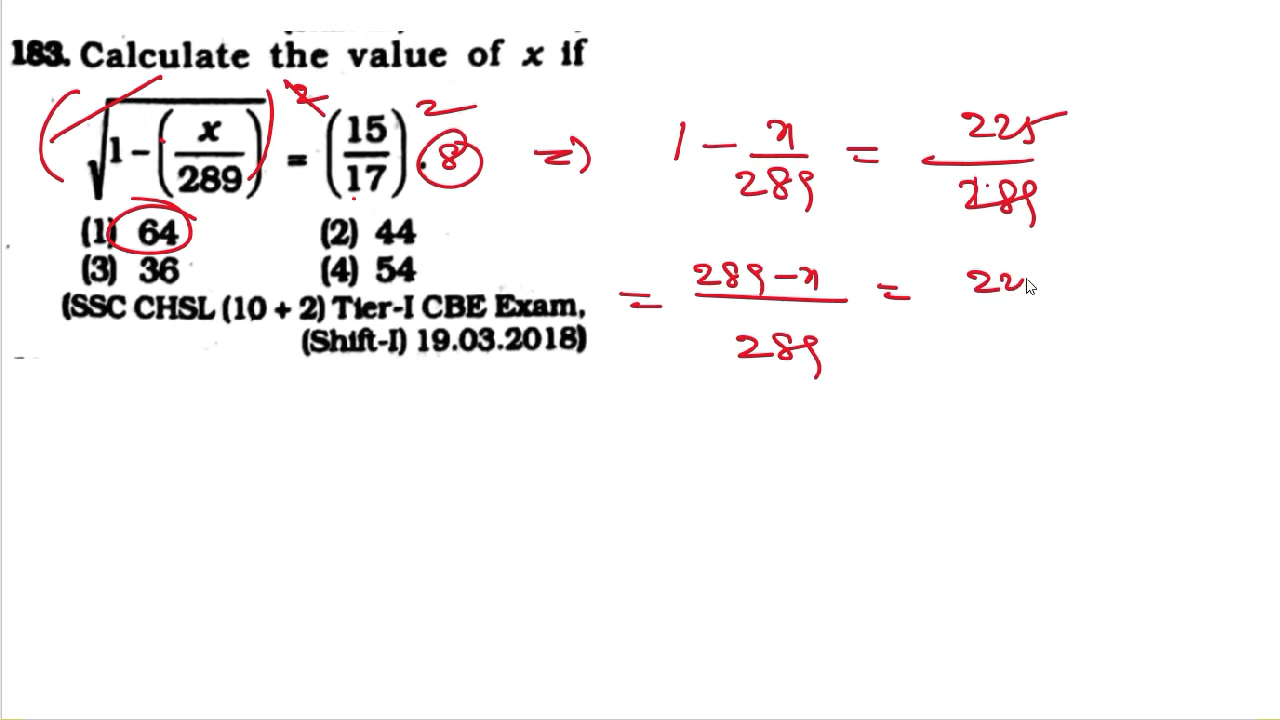 183. Calculate the value of x if
(√1 - (x/289))² = (15/17)² 8 ⇒ 1 - x/289 = 225/289
(1) 64 (2) 44
(3) 36 (4) 54
= 289 - x / 289 = 22
(SSC CHSL (10 + 2) Tier-I CBE Exam,
(Shift-I) 19.03.2018)